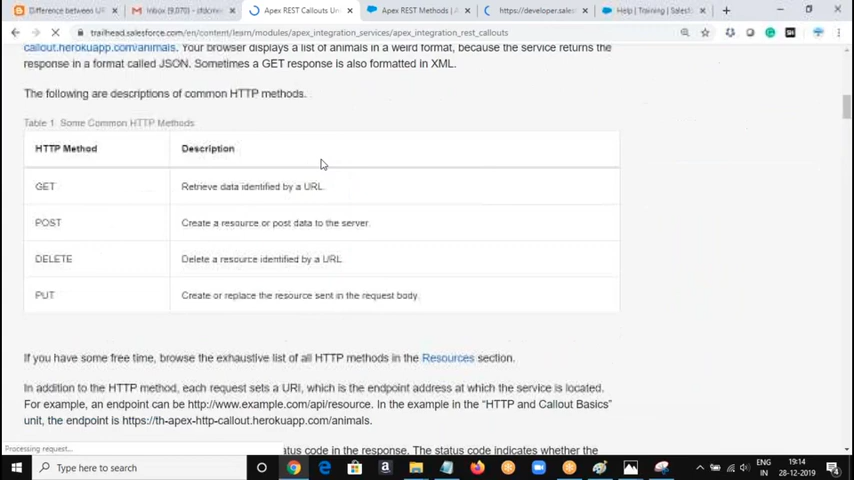 Difference between U
Inbox (9,070) - sfdcmr
Apex REST Callouts Un
Apex REST Methods | A
https://developer.sales
Help | Training | Salesf
trailhead.salesforce.com/en/content/learn/modules/apex_integration_services/apex_integration_rest_callouts
callout.herokuapp.com/animals. Your browser displays a list of animals in a weird format, because the service returns the
response in a format called JSON. Sometimes a GET response is also formatted in XML.
The following are descriptions of common HTTP methods.
Table 1. Some Common HTTP Methods
HTTP Method Description
GET Retrieve data identified by a URL.
POST Create a resource or post data to the server.
DELETE Delete a resource identified by a URL
PUT Create or replace the resource sent in the request body.
If you have some free time, browse the exhaustive list of all HTTP methods in the Resources section.
In addition to the HTTP method, each request sets a URI, which is the endpoint address at which the service is located.
For example, an endpoint can be http://www.example.com/api/resource. In the example in the “HTTP and Callout Basics”
unit, the endpoint is https://th-apex-http-callout.herokuapp.com/animals.
Processing request...
atus code in the response. The status code indicates whether the
Type here to search
ENG
IN
19:14
28-12-2019